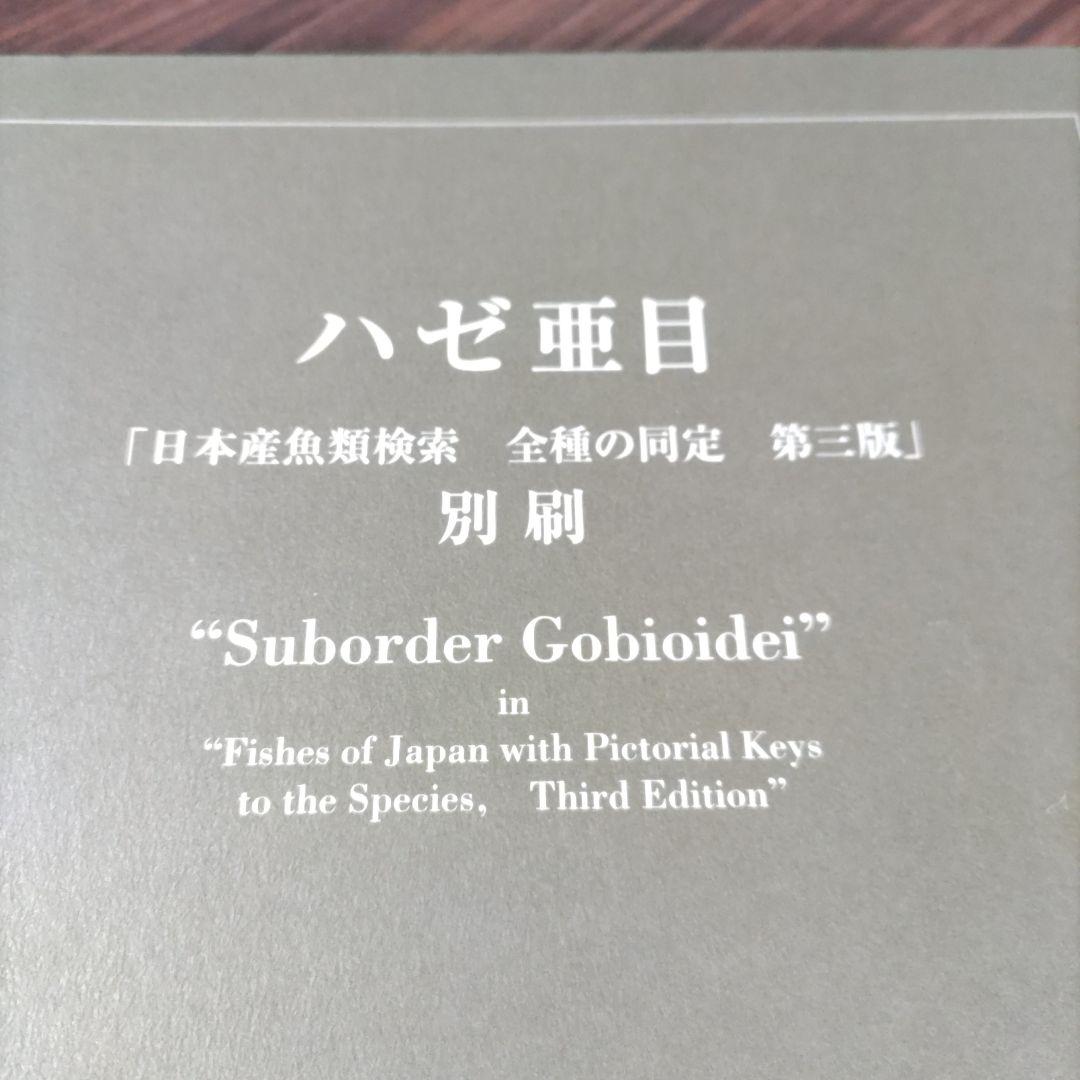 ハゼ亜目
「日本産魚類検索　全種の同定　第三版」
別刷
“Suborder Gobioidei”
in
“Fishes of Japan with Pictorial Keys
to the Species,　Third Edition”